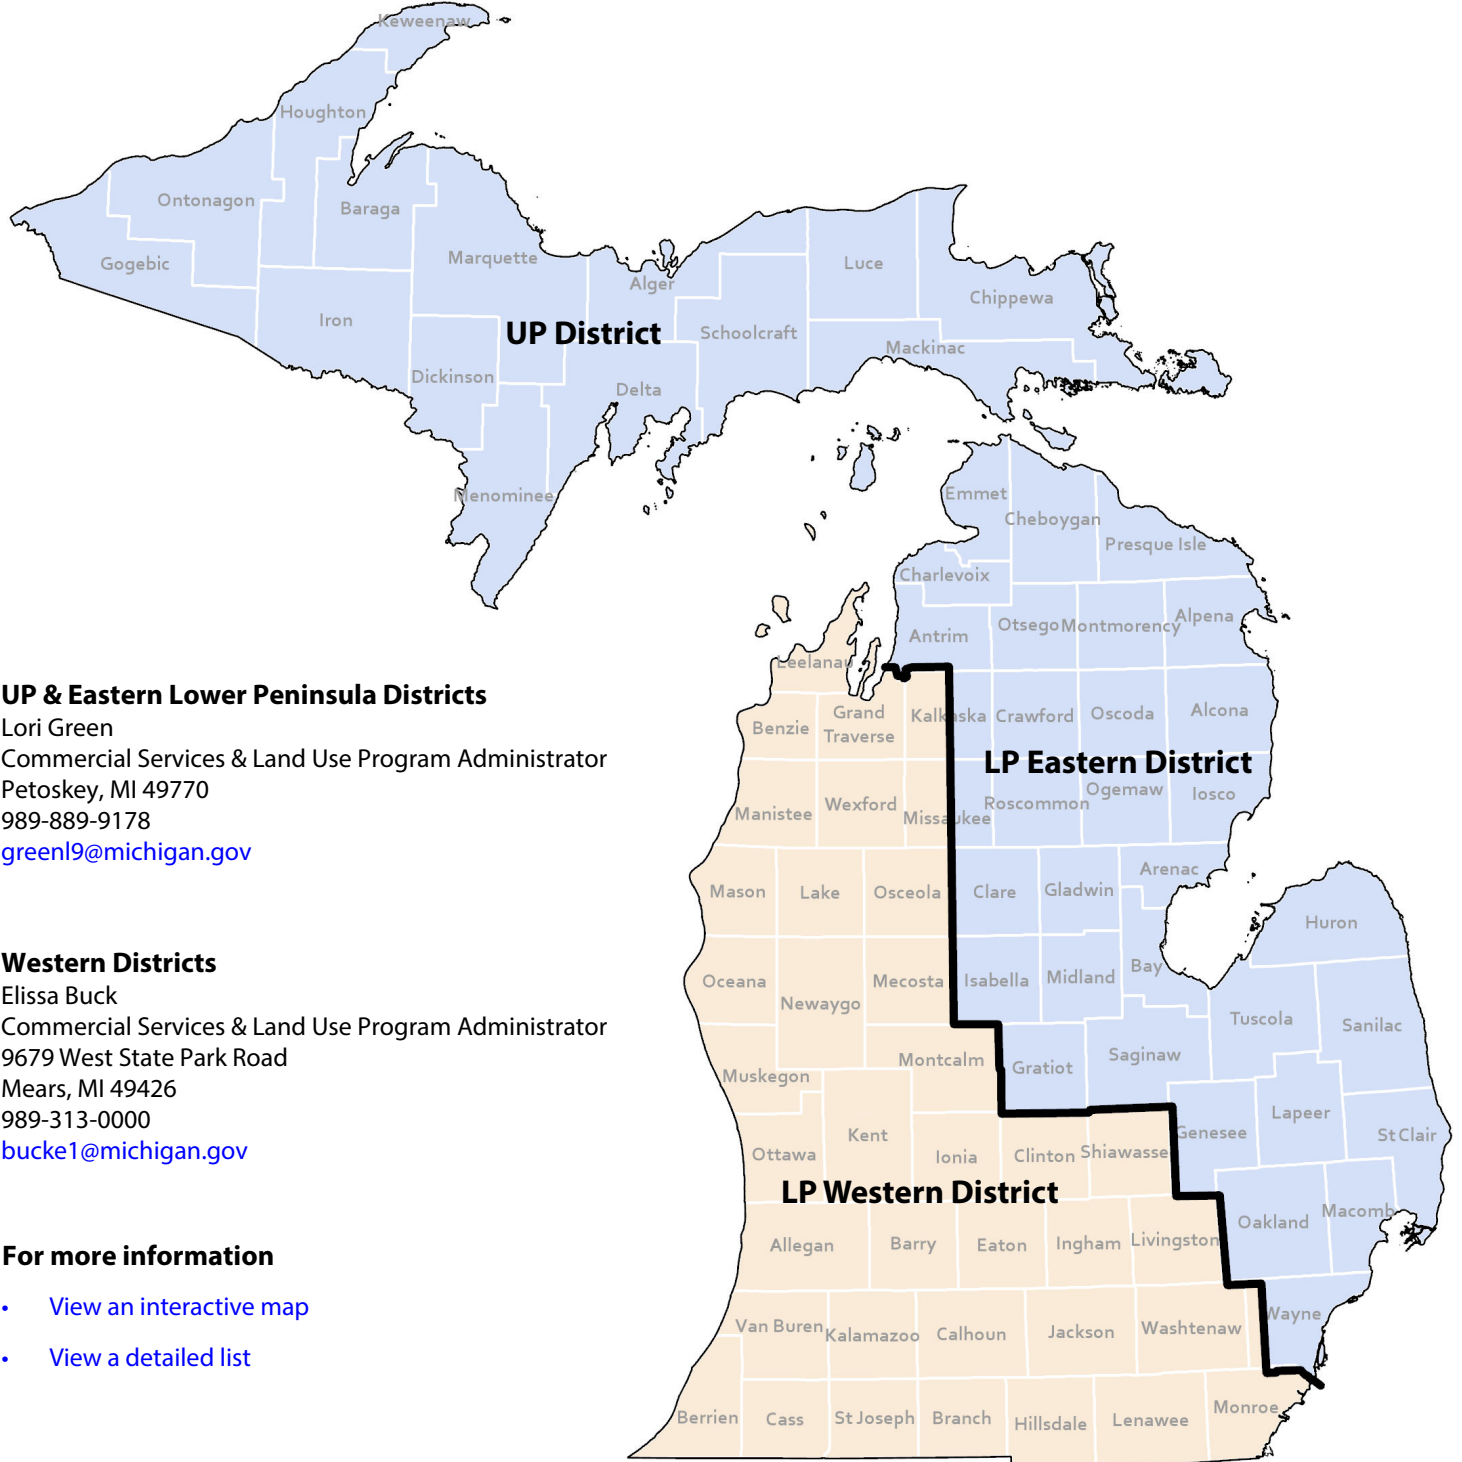 Keweenaw
Houghton
Ontonagon
Baraga
Gogebic
Marquette
Alger
Luce
Chippewa
Iron
UP District
Schoolcraft
Mackinac
Dickinson
Delta
Menominee
Emmet
Cheboygan
Presque Isle
Charlevoix
Antrim
Otsego
Montmorency
Alpena
Leelanau
Benzie
Grand
Traverse
Kalkaska
Crawford
Oscoda
Alcona
LP Eastern District
Manistee
Wexford
Missaukee
Roscommon
Ogemaw
Iosco
Mason
Lake
Osceola
Clare
Gladwin
Arenac
Huron
Oceana
Newaygo
Mecosta
Isabella
Midland
Bay
Tuscola
Sanilac
Muskegon
Montcalm
Gratiot
Saginaw
Lapeer
Genesee
St Clair
Ottawa
Kent
Ionia
Clinton
Shiawasse
LP Western District
Oakland
Macomb
Allegan
Barry
Eaton
Ingham
Livingston
Van Buren
Kalamazoo
Calhoun
Jackson
Washtenaw
Wayne
Berrien
Cass
St Joseph
Branch
Hillsdale
Lenawee
Monroe
UP & Eastern Lower Peninsula Districts
Lori Green
Commercial Services & Land Use Program Administrator
Petoskey, MI 49770
989-889-9178
greenl9@michigan.gov
Western Districts
Elissa Buck
Commercial Services & Land Use Program Administrator
9679 West State Park Road
Mears, MI 49426
989-313-0000
bucke1@michigan.gov
For more information
• View an interactive map
• View a detailed list